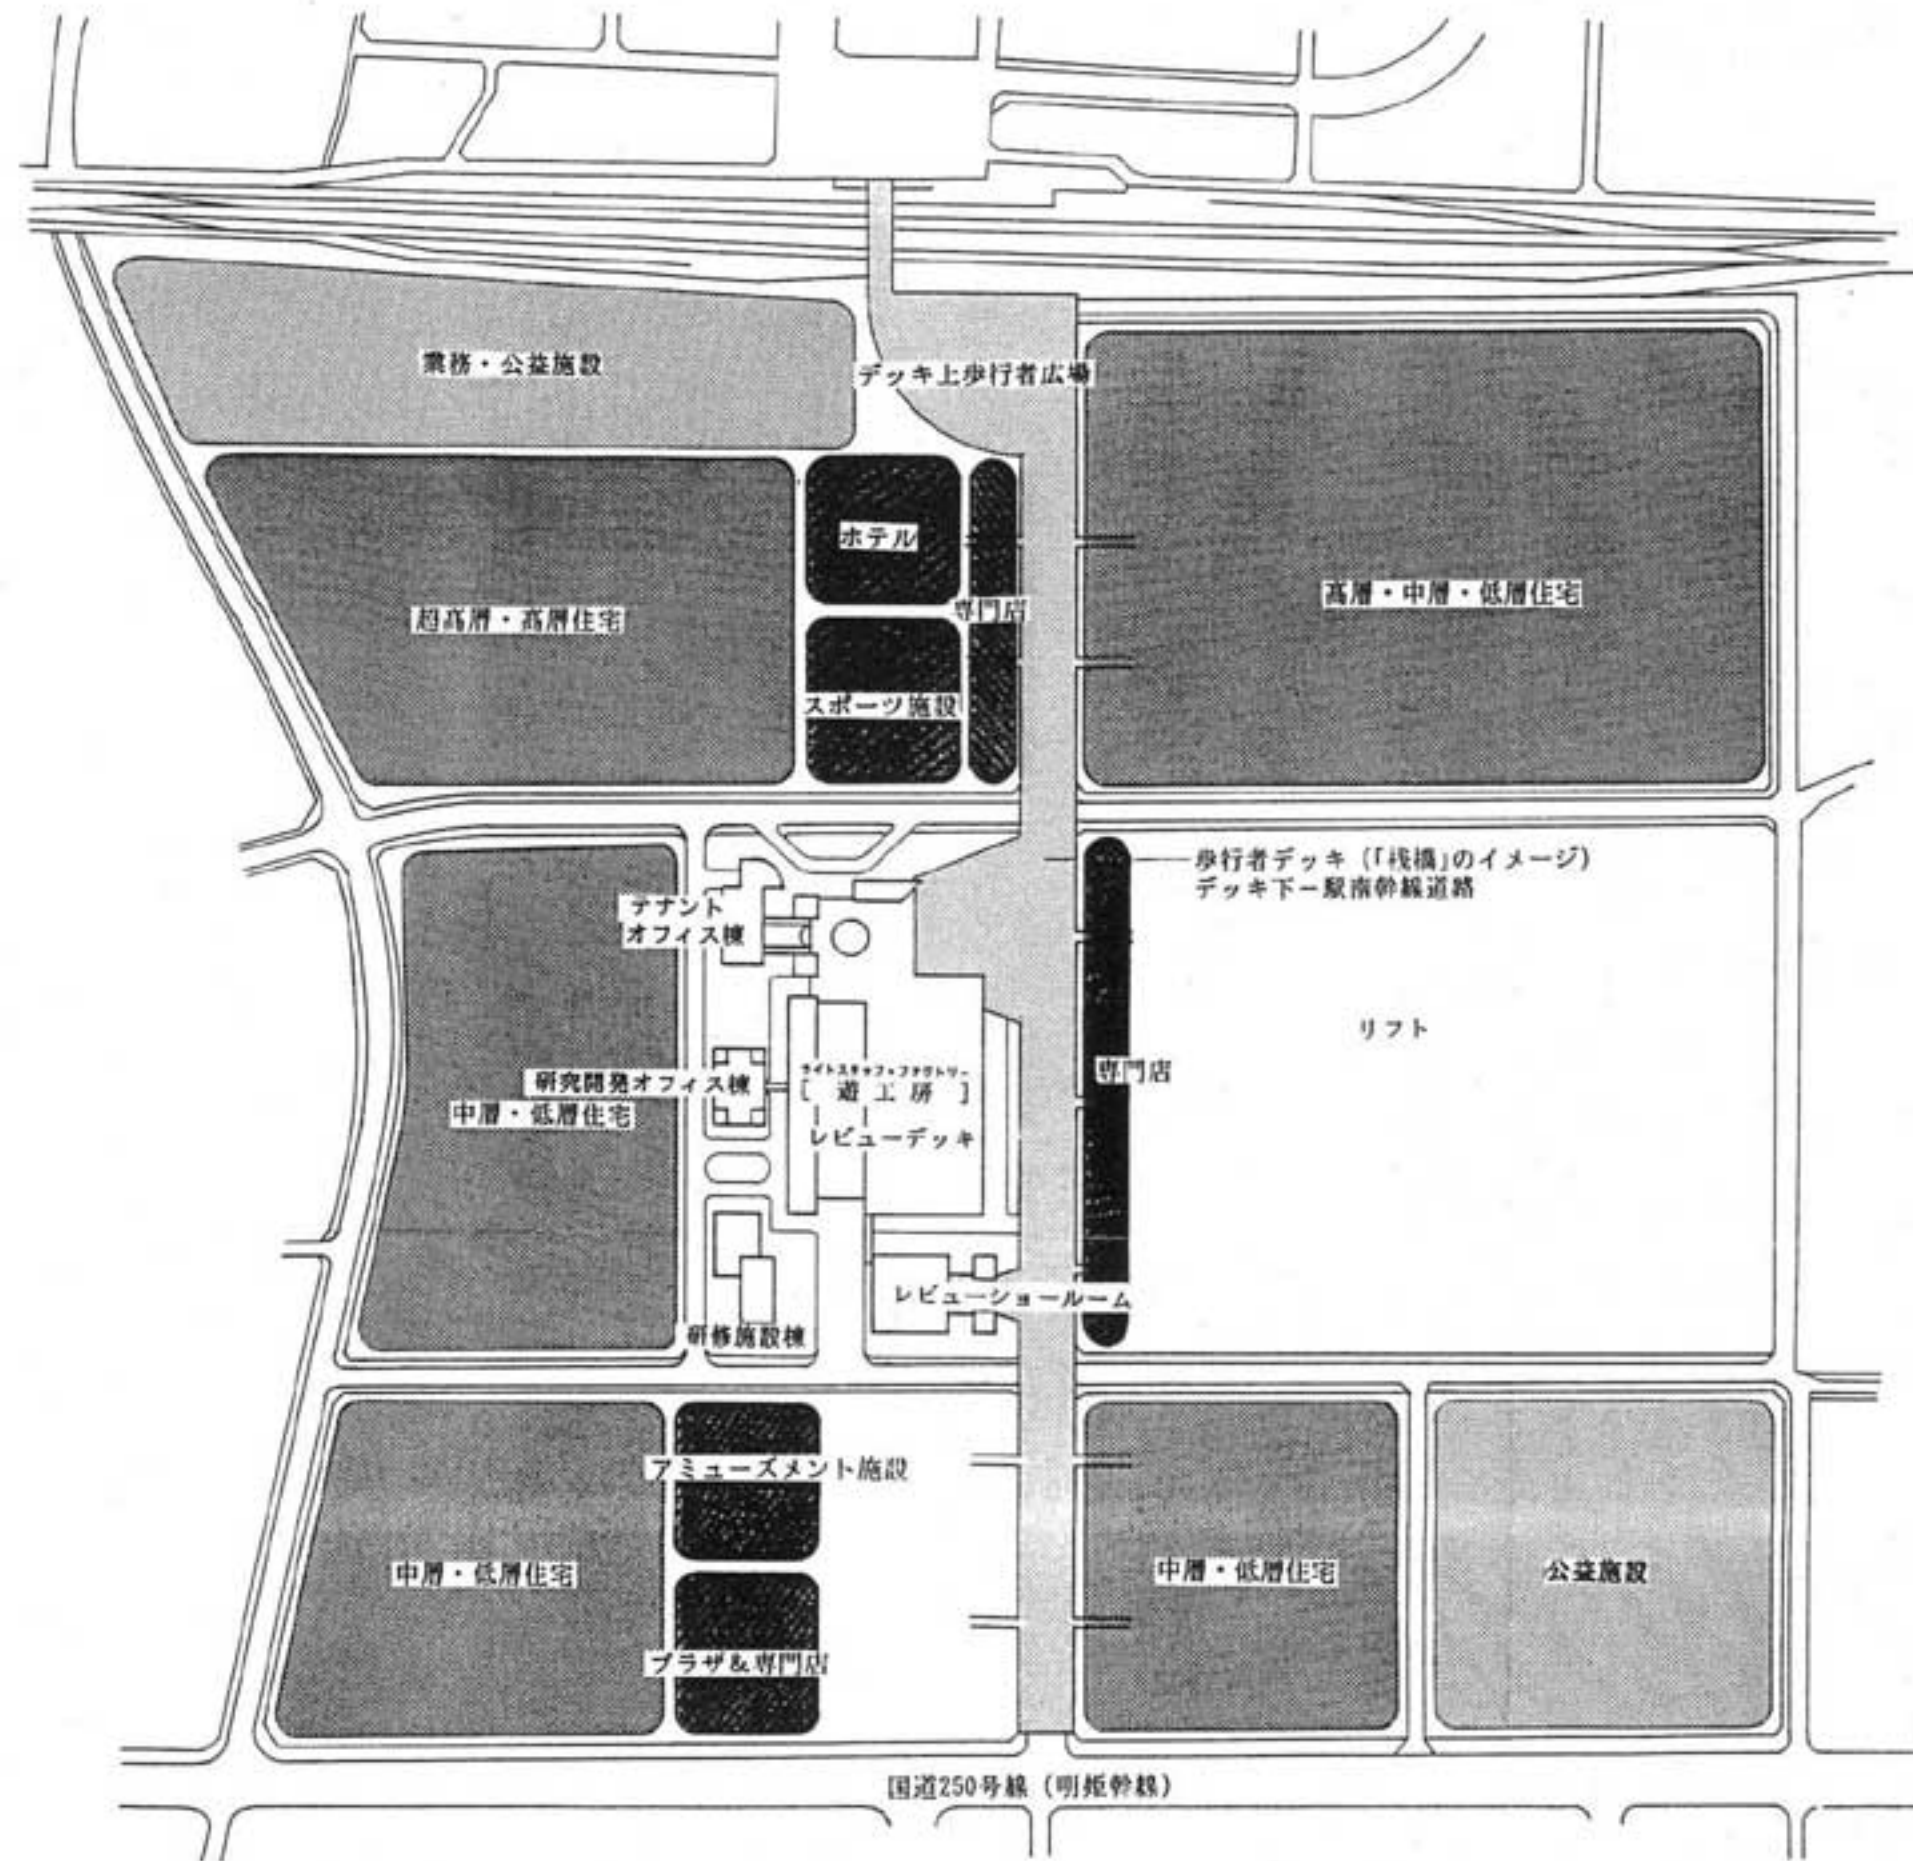 業務・公益施設
デッキ上歩行者広場
ホテル
専門店
高層・中層・低層住宅
超高層・高層住宅
スポーツ施設
歩行者デッキ(「桟橋」のイメージ)
デッキ下ー駅南幹線道路
テナント
オフィス棟
リフト
ライトスタッフ・ファクトリー
[遊工房]
専門店
研究開発オフィス棟
中層・低層住宅
レビューデッキ
レビューショールーム
研修施設棟
アミューズメント施設
中層・低層住宅
中層・低層住宅
公益施設
プラザ&専門店
国道250号線(明姫幹線)